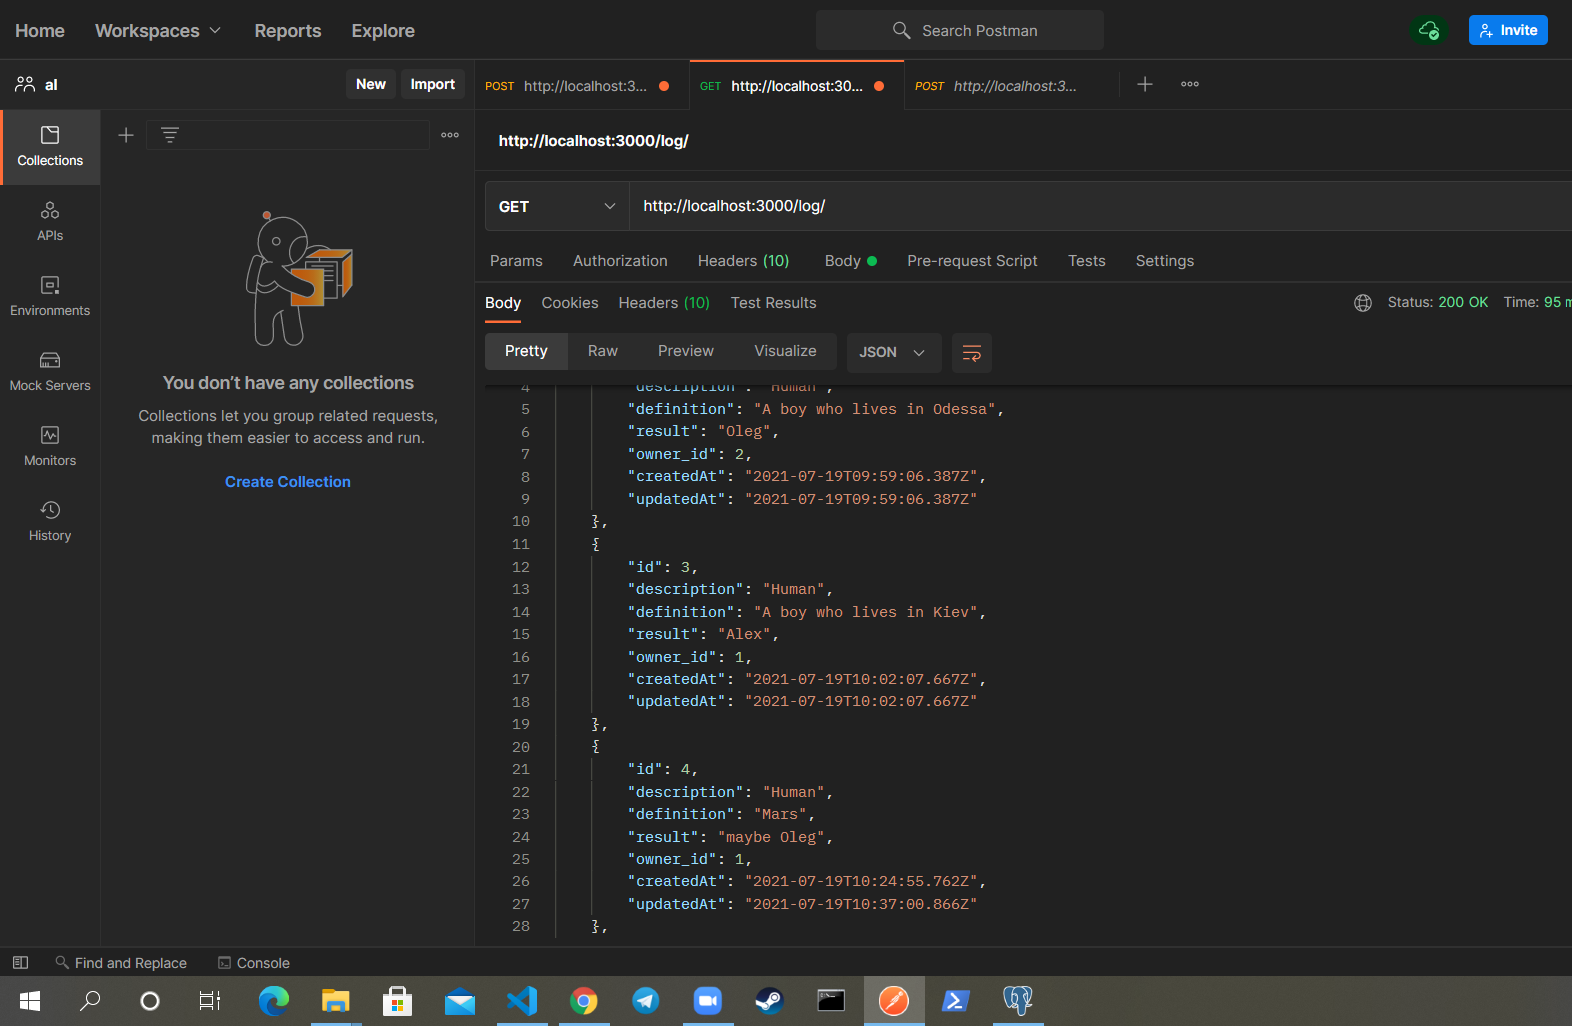 Home Workspaces Reports Explore Search Postman Invite
al New Import
POST http://localhost:3... GET http://localhost:30... POST http://localhost:3...
http://localhost:3000/log/
GET http://localhost:3000/log/
Params Authorization Headers (10) Body Pre-request Script Tests Settings
Body Cookies Headers (10) Test Results Status: 200 OK Time: 95 m
Pretty Raw Preview Visualize JSON
Collections
APIs
Environments
Mock Servers
Monitors
History
You don't have any collections
Collections let you group related requests,
making them easier to access and run.
Create Collection
4 "description": "Human",
5 "definition": "A boy who lives in Odessa",
6 "result": "Oleg",
7 "owner_id": 2,
8 "createdAt": "2021-07-19T09:59:06.387Z",
9 "updatedAt": "2021-07-19T09:59:06.387Z"
10 },
11 {
12 "id": 3,
13 "description": "Human",
14 "definition": "A boy who lives in Kiev",
15 "result": "Alex",
16 "owner_id": 1,
17 "createdAt": "2021-07-19T10:02:07.667Z",
18 "updatedAt": "2021-07-19T10:02:07.667Z"
19 },
20 {
21 "id": 4,
22 "description": "Human",
23 "definition": "Mars",
24 "result": "maybe Oleg",
25 "owner_id": 1,
26 "createdAt": "2021-07-19T10:24:55.762Z",
27 "updatedAt": "2021-07-19T10:37:00.866Z"
28 },
Find and Replace Console